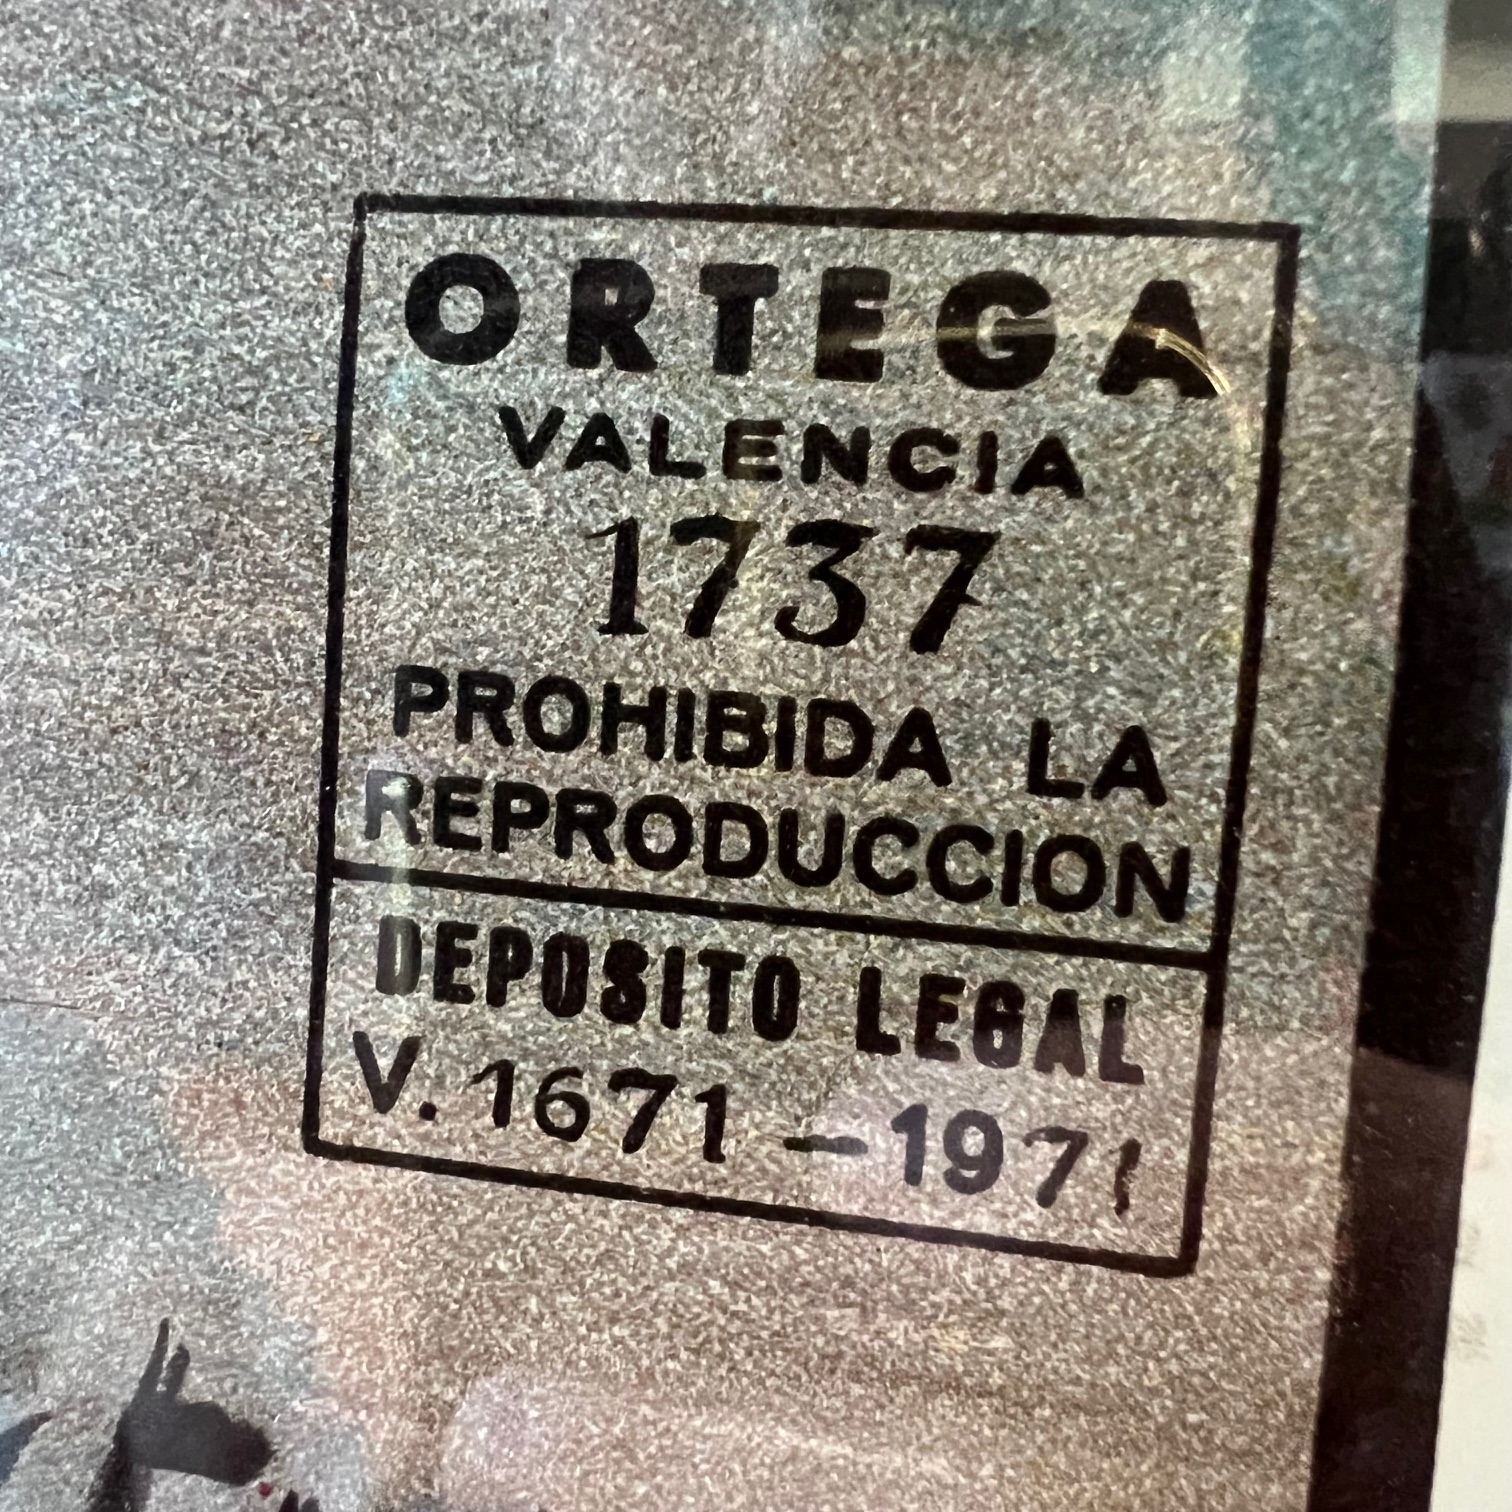 ORTEGA
VALENCIA
1737
PROHIBIDA LA
REPRODUCCION
DEPOSITO LEGAL
V. 1671 - 1971